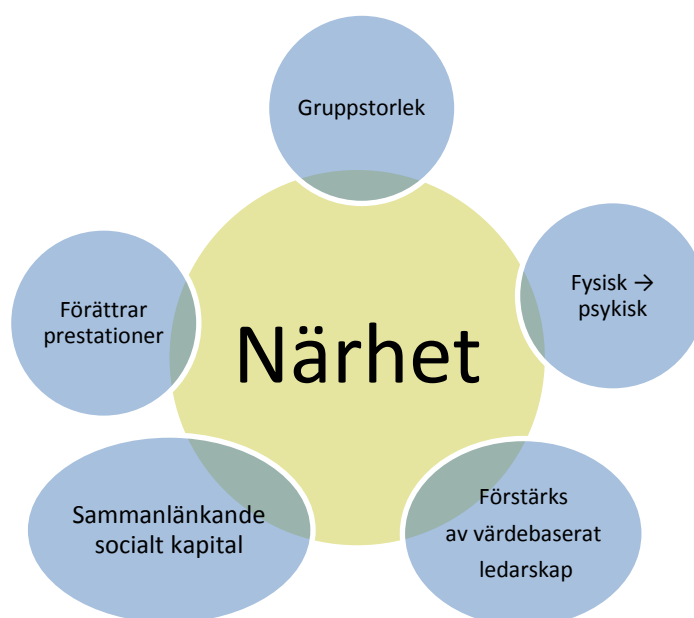 Gruppstorlek
Fysisk →
psykisk
Förättrar
prestationer
Närhet
Sammanlänkande
socialt kapital
Förstärks
av värdebaserat
ledarskap